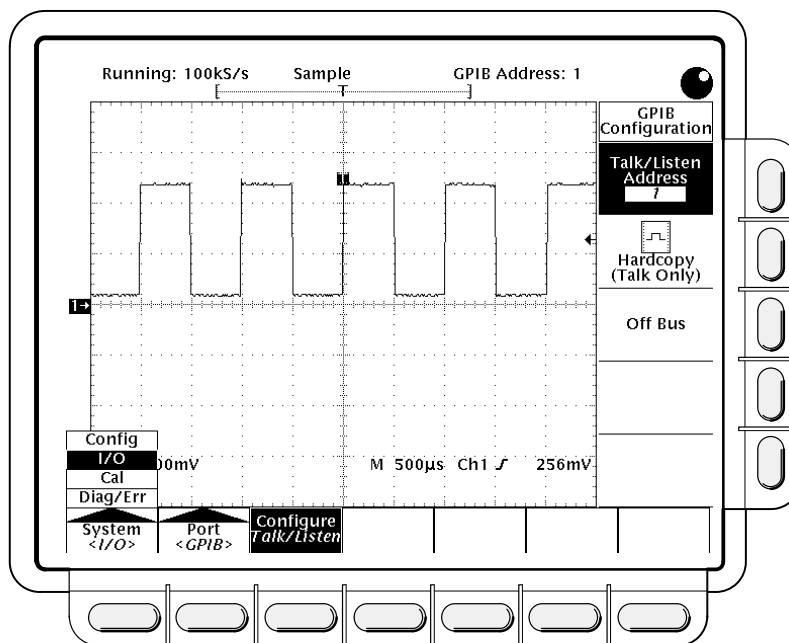 Running: 100kS/s Sample GPIB Address: 1
T
GPIB
Configuration
Talk/Listen
Address
1
Hardcopy
(Talk Only)
Off Bus
1
1→
Config
I/O
Cal
Diag/Err
00mV M 500µs Ch1 256mV
System
<I/O>
Port
<GPIB>
Configure
Talk/Listen